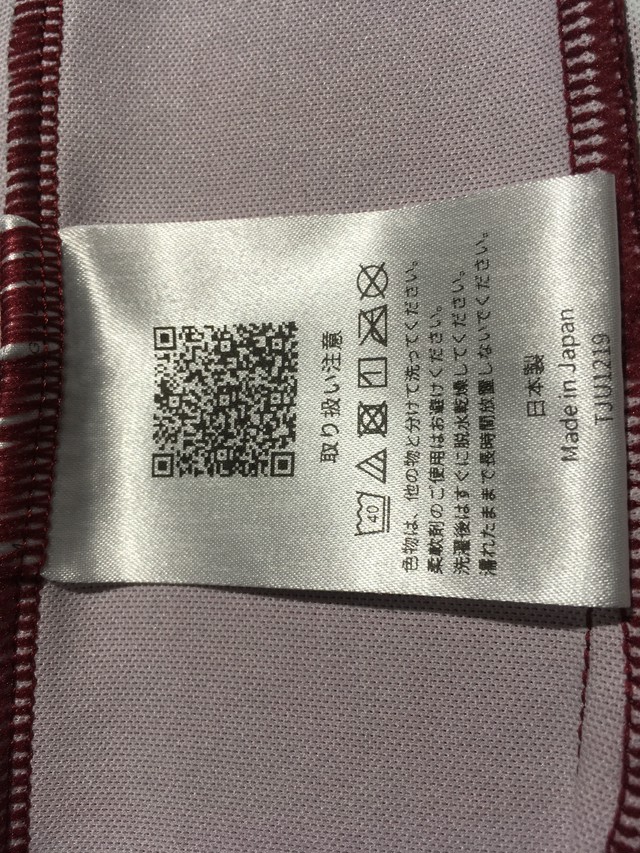 取り扱い注意
40
色物は、他の物と分けて洗ってください。
柔軟剤のご使用はお避けください。
洗濯後はすぐに脱水乾燥してください。
濡れたままで長時間放置しないでください。
日本製
Made in Japan
TJU1219